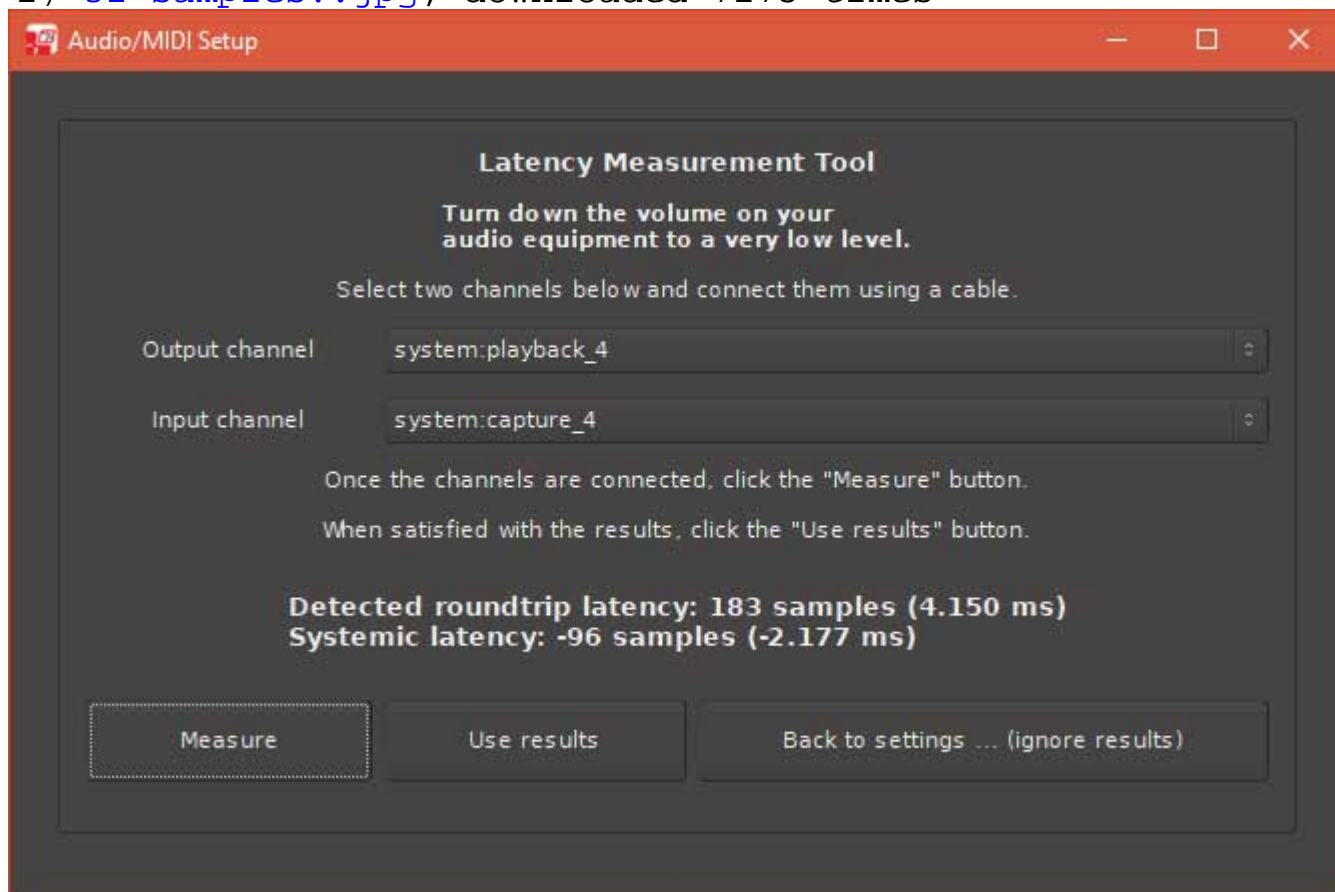 Audio/MIDI Setup
Latency Measurement Tool
Turn down the volume on your
audio equipment to a very low level.
Select two channels below and connect them using a cable.
Output channel system:playback_4
Input channel system:capture_4
Once the channels are connected, click the "Measure" button.
When satisfied with the results, click the "Use results" button.
Detected roundtrip latency: 183 samples (4.150 ms)
Systemic latency: -96 samples (-2.177 ms)
Measure Use results Back to settings ... (ignore results)